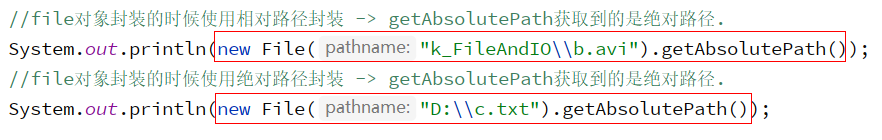 //file对象封装的时候使用相对路径封装 -> getAbsolutePath获取到的是绝对路径.
System.out.println(new File( pathname: "k_FileAndIO\\b.avi").getAbsolutePath());
//file对象封装的时候使用绝对路径封装 -> getAbsolutePath获取到的是绝对路径.
System.out.println(new File( pathname: "D:\\c.txt").getAbsolutePath());